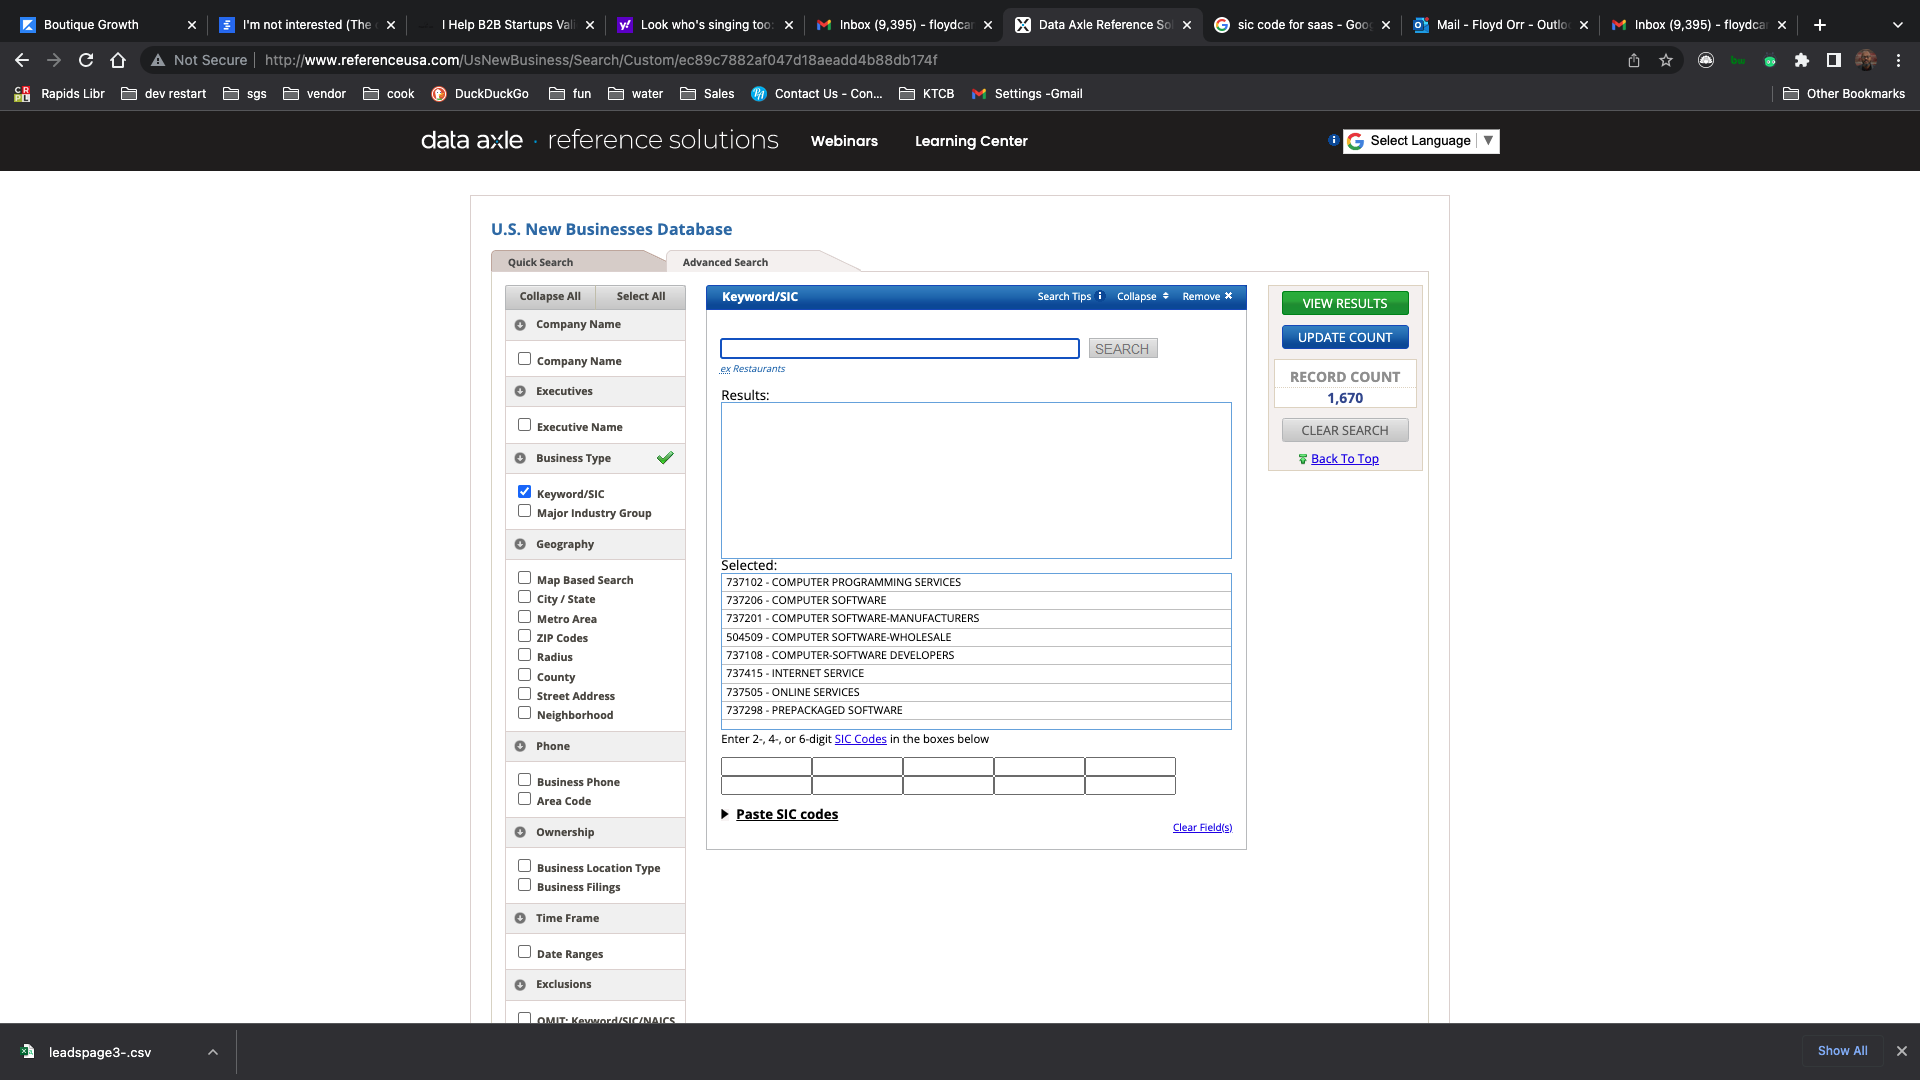 Boutique Growth
I'm not interested (The
I Help B2B Startups Vali
Look who's singing too:
Inbox (9,395) - floydcar
Data Axle Reference So
sic code for saas - Goo
Mail - Floyd Orr - Outlo
Inbox (9,395) - floydcar
Not Secure
http://www.referenceusa.com/UsNewBusiness/Search/Custom/ec89c7882af047d18aeadd4b88db174f
bw
Rapids Libr
dev restart
sgs
vendor
cook
DuckDuckGo
fun
water
Sales
Contact Us - Con...
KTCB
Settings -Gmail
Other Bookmarks
data axle · reference solutions
Webinars
Learning Center
Select Language
U.S. New Businesses Database
Quick Search
Advanced Search
Collapse All
Select All
Company Name
Company Name
Executives
Executive Name
Business Type
Keyword/SIC
Major Industry Group
Geography
Map Based Search
City / State
Metro Area
ZIP Codes
Radius
County
Street Address
Neighborhood
Phone
Business Phone
Area Code
Ownership
Business Location Type
Business Filings
Time Frame
Date Ranges
Exclusions
OMIT: Keyword/SIC/NAICS
Keyword/SIC
Search Tips
Collapse
Remove
SEARCH
ex Restaurants
Results:
Selected:
737102 - COMPUTER PROGRAMMING SERVICES
737206 - COMPUTER SOFTWARE
737201 - COMPUTER SOFTWARE-MANUFACTURERS
504509 - COMPUTER SOFTWARE-WHOLESALE
737108 - COMPUTER-SOFTWARE DEVELOPERS
737415 - INTERNET SERVICE
737505 - ONLINE SERVICES
737298 - PREPACKAGED SOFTWARE
Enter 2-, 4-, or 6-digit SIC Codes in the boxes below
Paste SIC codes
Clear Field(s)
VIEW RESULTS
UPDATE COUNT
RECORD COUNT
1,670
CLEAR SEARCH
Back To Top
leadspage3-.csv
Show All